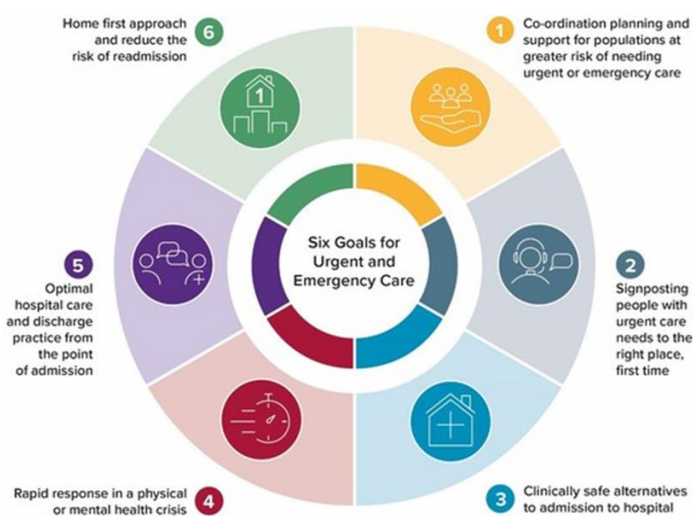 6
Home first approach
and reduce the
risk of readmission
1
Co-ordination planning and
support for populations at
greater risk of needing
urgent or emergency care
1
Six Goals for
Urgent and
Emergency Care
5
Optimal
hospital care
and discharge
practice from
the point
of admission
2
Signposting
people with
urgent care
needs to the
right place,
first time
4
Rapid response in a physical
or mental health crisis
3
Clinically safe alternatives
to admission to hospital